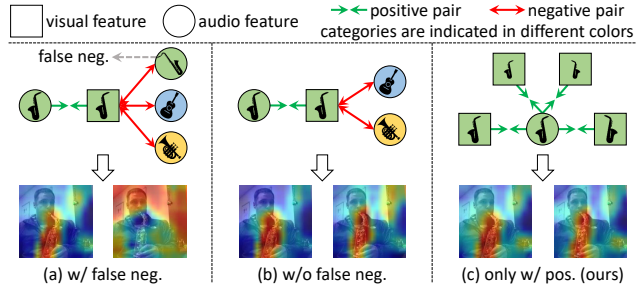 visual feature
audio feature
positive pair
negative pair
categories are indicated in different colors
false neg.
(a) w/ false neg.
(b) w/o false neg.
(c) only w/ pos. (ours)